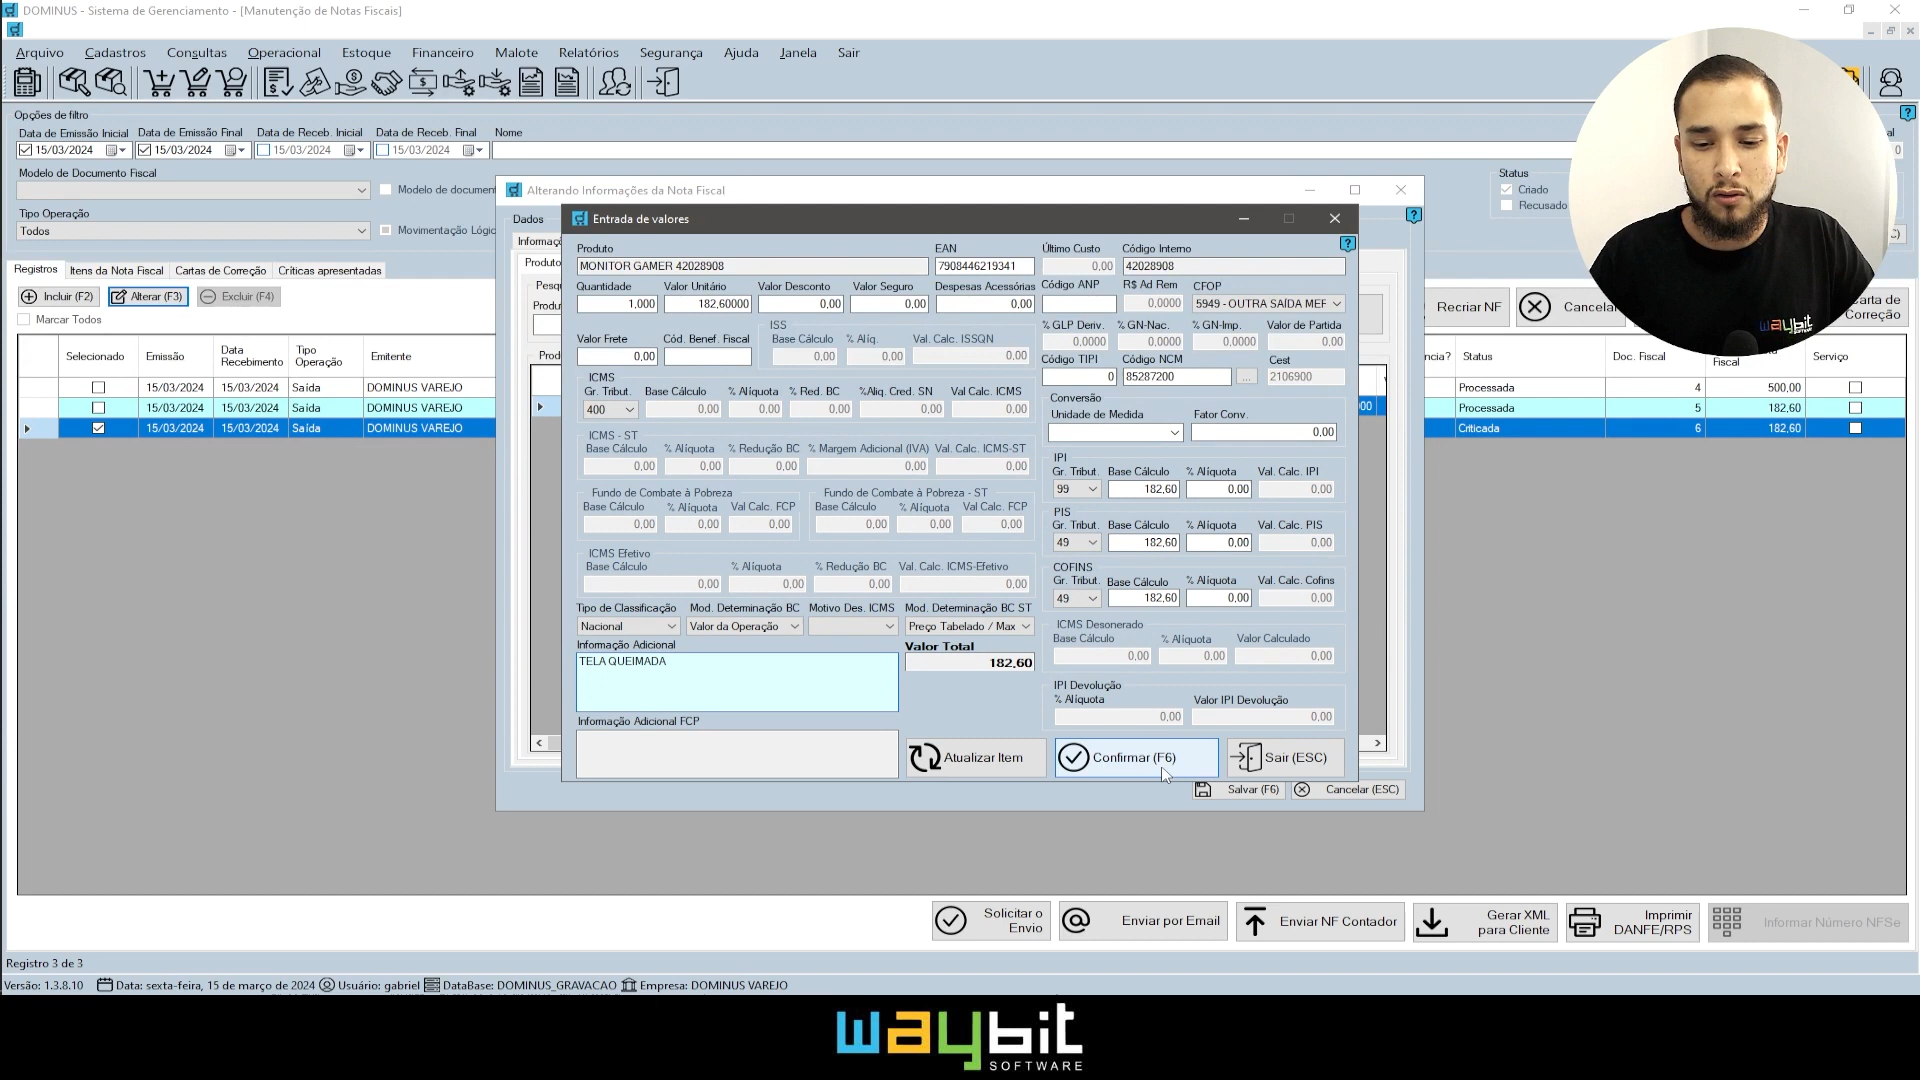 DOMINUS - Sistema de Gerenciamento - [Manutenção de Notas Fiscais]
Arquivo Cadastros Consultas Operacional Estoque Financeiro Malote Relatórios Segurança Ajuda Janela Sair
Opções de filtro
Data de Emissão Inicial Data de Emissão Final Data de Receb. Inicial Data de Receb. Final Nome
15/03/2024 15/03/2024 15/03/2024 15/03/2024
Modelo de Documento Fiscal
Modelo de document
Tipo Operação
Todos
Movimentação Lógic
Status
Criado
Recusado
Registros Itens da Nota Fiscal Cartas de Correção Críticas apresentadas
Incluir (F2) Alterar (F3) Excluir (F4)
Marcar Todos
Recriar NF Cancelar Carta de Correção
Selecionado Emissão Data Recebimento Tipo Operação Emitente
ncia? Status Doc. Fiscal Fiscal Serviço
15/03/2024 15/03/2024 Saída DOMINUS VAREJO Processada 4 500,00
15/03/2024 15/03/2024 Saída DOMINUS VAREJO Processada 5 182,60
15/03/2024 15/03/2024 Saída DOMINUS VAREJO Criticada 6 182,60
Alterando Informações da Nota Fiscal
Dados
Informaç
Produto
Pesqu
Produ
Prod
Entrada de valores
Produto EAN Último Custo Código Interno
MONITOR GAMER 42028908 7908446219341 0,00 42028908
Quantidade Valor Unitário Valor Desconto Valor Seguro Despesas Acessórias Código ANP R$ Ad Rem CFOP
1,000 182,60000 0,00 0,00 0,00 0,0000 5949 - OUTRA SAÍDA MEF
ISS
% GLP Deriv. % GN-Nac. % GN-Imp. Valor de Partida
0,0000 0,0000 0,0000 0,00
Valor Frete Cód. Benef. Fiscal Base Cálculo % Alíq. Val. Calc. ISSQN
0,00 0,00 0,00 0,00
Código TIPI Código NCM Cest
0 85287200 ... 2106900
ICMS
Gr. Tribut. Base Cálculo % Alíquota % Red. BC %Aliq. Cred. SN Val Calc. ICMS
400 0,00 0,00 0,00 0,00 0,00
Conversão
Unidade de Medida Fator Conv.
0,00
ICMS - ST
Base Cálculo % Alíquota % Redução BC % Margem Adicional (IVA) Val. Calc. ICMS-ST
0,00 0,00 0,00 0,00 0,00
IPI
Gr. Tribut. Base Cálculo % Alíquota Val. Calc. IPI
99 182,60 0,00 0,00
Fundo de Combate à Pobreza Fundo de Combate à Pobreza - ST
Base Cálculo % Alíquota Val Calc. FCP Base Cálculo % Alíquota Val Calc. FCP
0,00 0,00 0,00 0,00 0,00 0,00
PIS
Gr. Tribut. Base Cálculo % Alíquota Val. Calc. PIS
49 182,60 0,00 0,00
ICMS Efetivo
Base Cálculo % Alíquota % Redução BC Val. Calc. ICMS-Efetivo
0,00 0,00 0,00 0,00
COFINS
Gr. Tribut. Base Cálculo % Alíquota Val. Calc. Cofins
49 182,60 0,00 0,00
Tipo de Classificação Mod. Determinação BC Motivo Des. ICMS Mod. Determinação BC ST
Nacional Valor da Operação Preço Tabelado / Max
Informação Adicional Valor Total
TELA QUEIMADA 182,60
ICMS Desonerado
Base Cálculo % Alíquota Valor Calculado
0,00 0,00 0,00
IPI Devolução
% Alíquota Valor IPI Devolução
0,00 0,00
Informação Adicional FCP
Atualizar Item Confirmar (F6) Sair (ESC)
Salvar (F6) Cancelar (ESC)
Solicitar o Envio Enviar por Email Enviar NF Contador Gerar XML para Cliente Imprimir DANFE/RPS Informar Número NFSe
Registro 3 de 3
Versão: 1.3.8.10 Data: sexta-feira, 15 de março de 2024 Usuário: gabriel DataBase: DOMINUS_GRAVACAO Empresa: DOMINUS VAREJO
waybit
waybit
SOFTWARE